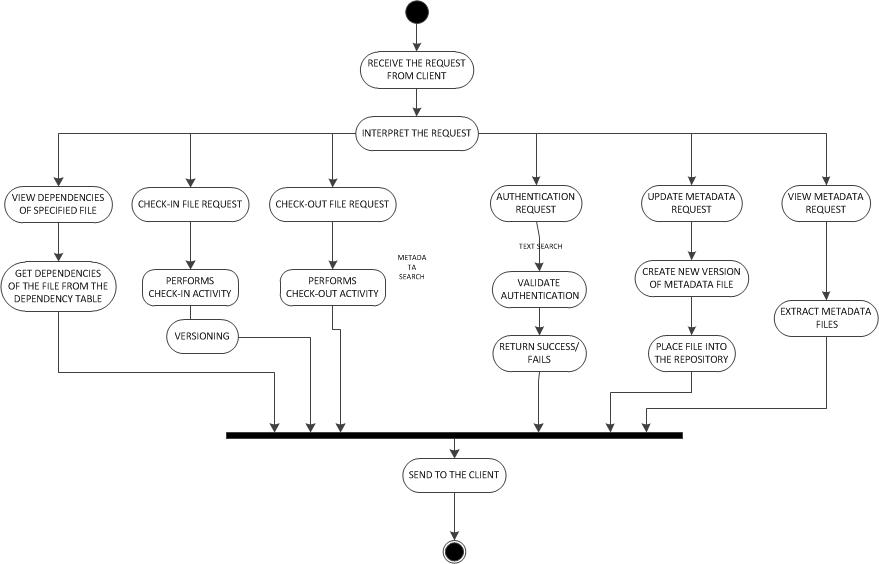 RECEIVE THE REQUEST
FROM CLIENT
INTERPRET THE REQUEST
VIEW DEPENDENCIES
OF SPECIFIED FILE
CHECK-IN FILE REQUEST
CHECK-OUT FILE REQUEST
AUTHENTICATION
REQUEST
UPDATE METADATA
REQUEST
VIEW METADATA
REQUEST
TEXT SEARCH
METADA
TA
SEARCH
GET DEPENDENCIES
OF THE FILE FROM THE
DEPENDENCY TABLE
PERFORMS
CHECK-IN ACTIVITY
PERFORMS
CHECK-OUT ACTIVITY
VALIDATE
AUTHENTICATION
CREATE NEW VERSION
OF METADATA FILE
EXTRACT METADATA
FILES
VERSIONING
RETURN SUCCESS/
FAILS
PLACE FILE INTO
THE REPOSITORY
SEND TO THE CLIENT